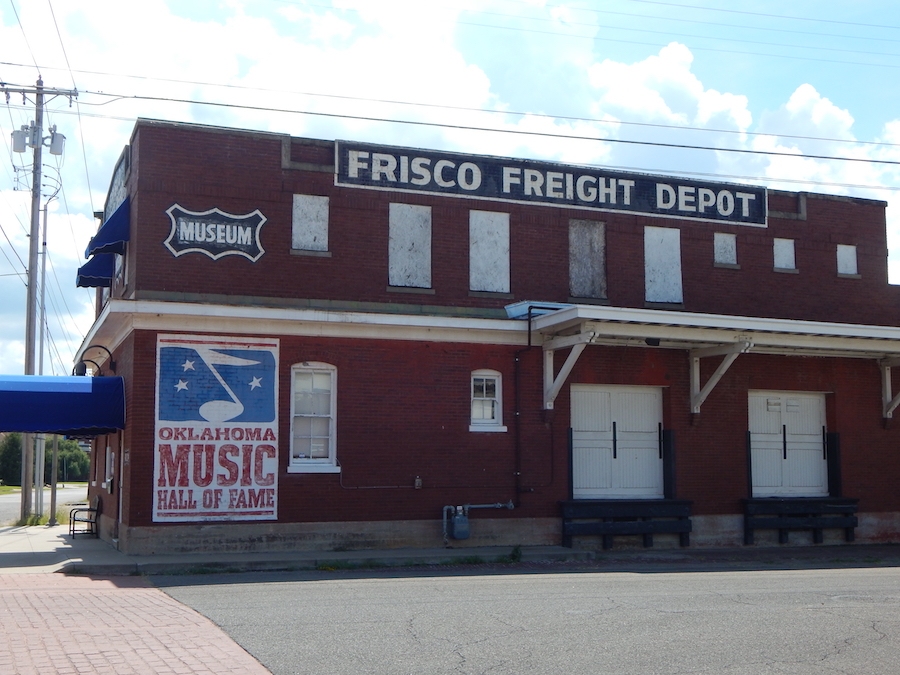 FRISCO FREIGHT DEPOT
MUSEUM
OKLAHOMA
MUSIC
HALL OF FAME